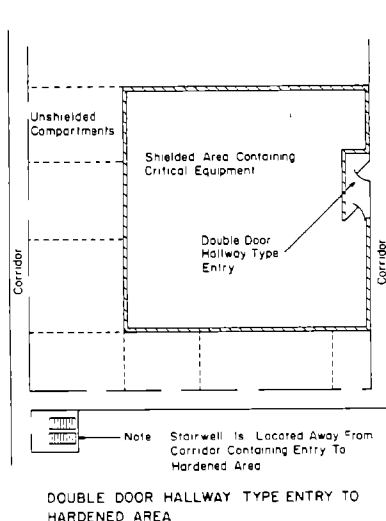 Unshielded
Compartments
Shielded Area Containing
Critical Equipment
Double Door
Hallway Type
Entry
Corridor
Corridor
Note Stairwell Is Located Away From
Corridor Containing Entry To
Hardened Area
DOUBLE DOOR HALLWAY TYPE ENTRY TO
HARDENED AREA